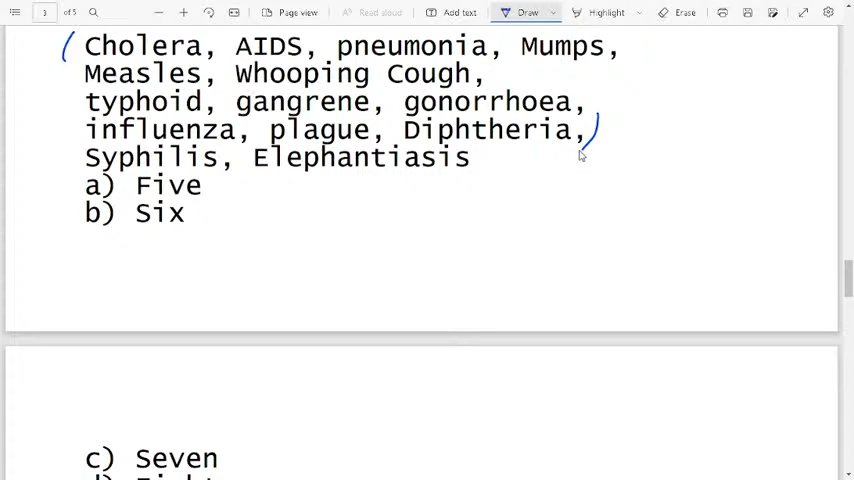 3 of 5 Page view Read aloud Add text Draw Highlight Erase
Cholera, AIDS, pneumonia, Mumps,
Measles, Whooping Cough,
typhoid, gangrene, gonorrhoea,
influenza, plague, Diphtheria,
Syphilis, Elephantiasis
a) Five
b) Six
c) Seven